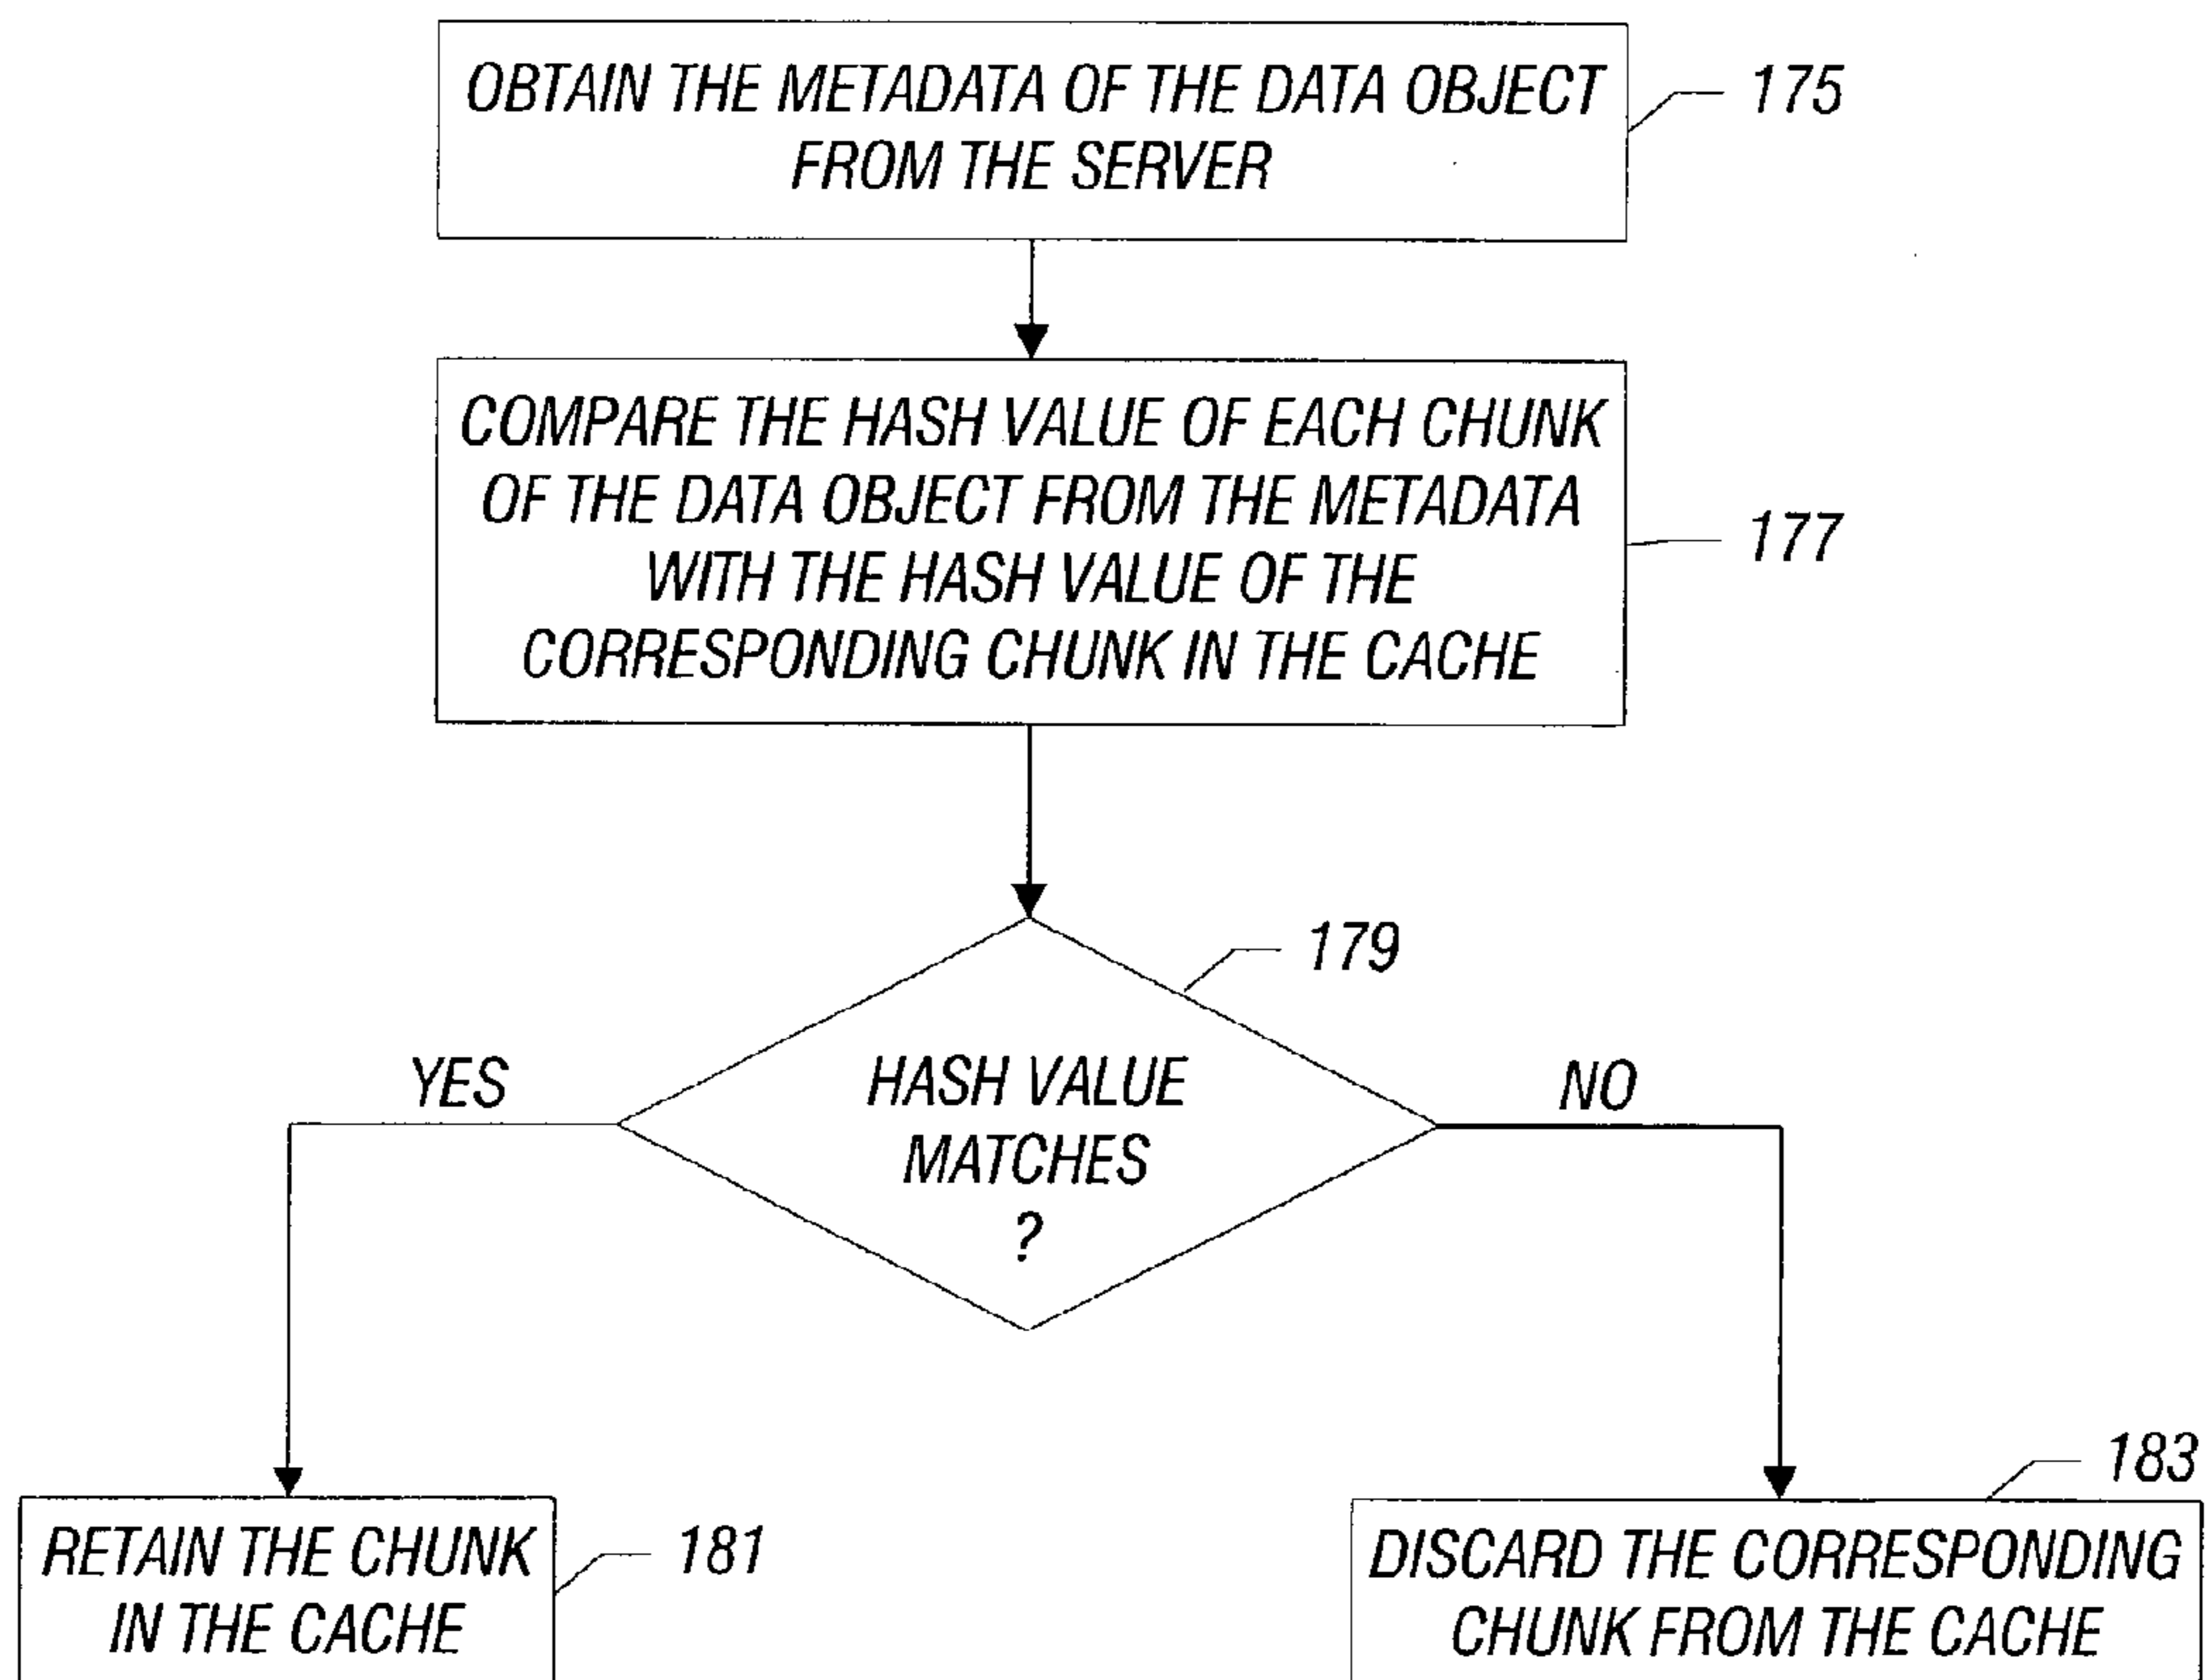 OBTAIN THE METADATA OF THE DATA OBJECT
FROM THE SERVER
175
COMPARE THE HASH VALUE OF EACH CHUNK
OF THE DATA OBJECT FROM THE METADATA
WITH THE HASH VALUE OF THE
CORRESPONDING CHUNK IN THE CACHE
177
179
HASH VALUE
MATCHES
?
YES
NO
RETAIN THE CHUNK
IN THE CACHE
181
183
DISCARD THE CORRESPONDING
CHUNK FROM THE CACHE